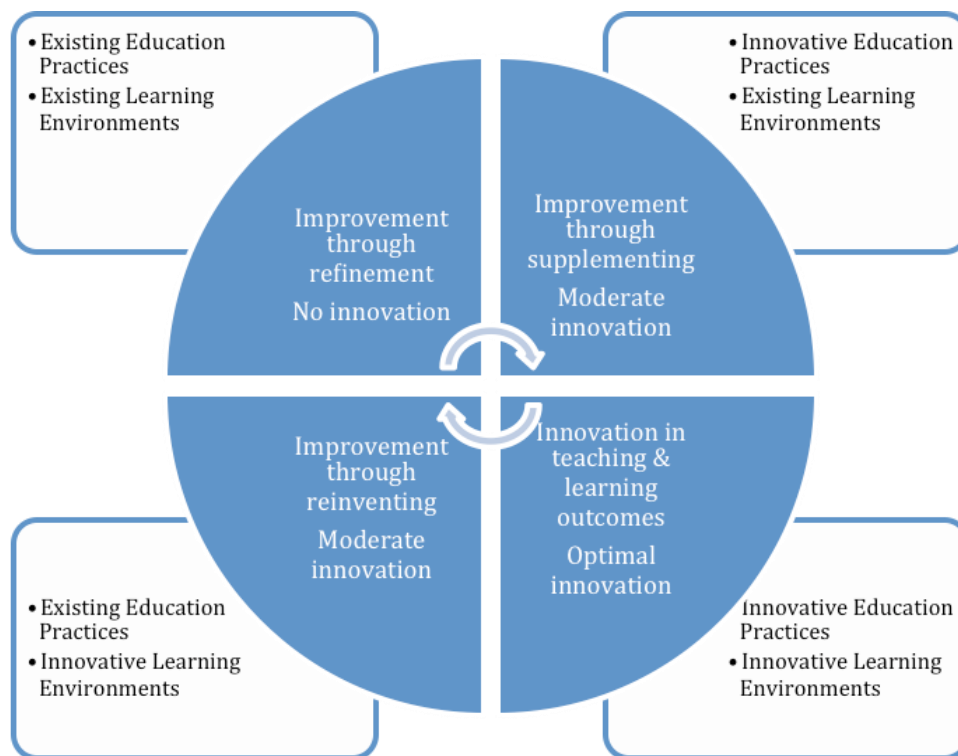 • Existing Education
Practices
• Existing Learning
Environments
• Innovative Education
Practices
• Existing Learning
Environments
Improvement
through
refinement
No innovation
Improvement
through
supplementing
Moderate
innovation
Improvement
through
reinventing
Moderate
innovation
Innovation in
teaching &
learning
outcomes
Optimal
innovation
• Existing Education
Practices
• Innovative Learning
Environments
Innovative Education
Practices
• Innovative Learning
Environments